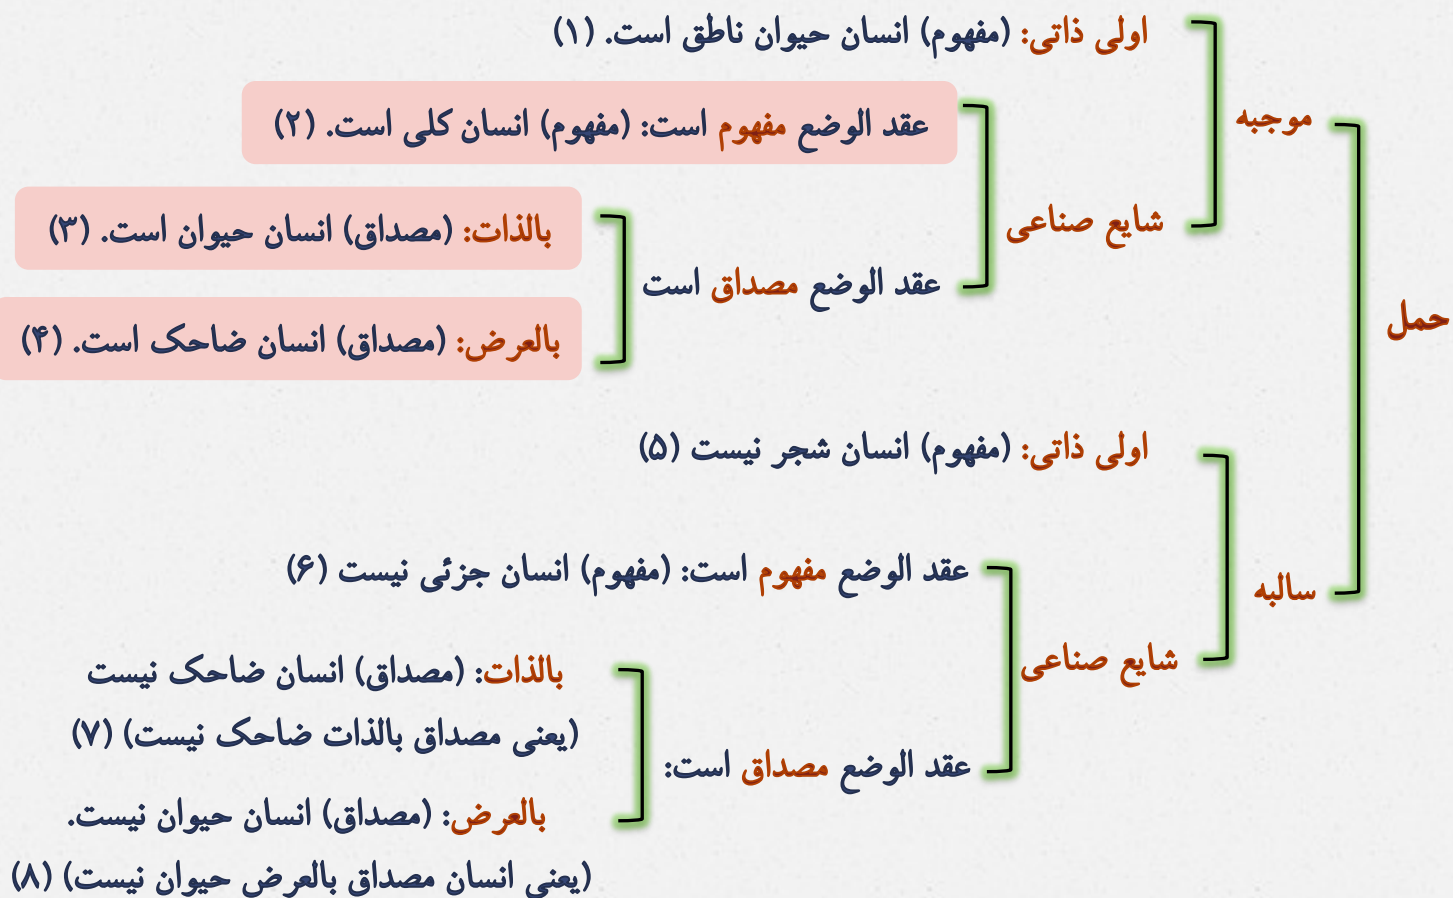 اولی ذاتی: (مفهوم) انسان حیوان ناطق است. (۱)
موجبه
عقد الوضع مفهوم است: (مفهوم) انسان کلی است. (۲)
شایع صناعی
بالذات: (مصداق) انسان حیوان است. (۳)
عقد الوضع مصداق است
بالعرض: (مصداق) انسان ضاحک است. (۴)
حمل
اولی ذاتی: (مفهوم) انسان شجر نیست (۵)
سالبه
عقد الوضع مفهوم است: (مفهوم) انسان جزئی نیست (۶)
شایع صناعی
بالذات: (مصداق) انسان ضاحک نیست
(یعنی مصداق بالذات ضاحک نیست) (۷)
عقد الوضع مصداق است:
بالعرض: (مصداق) انسان حیوان نیست.
(یعنی انسان مصداق بالعرض حیوان نیست) (۸)